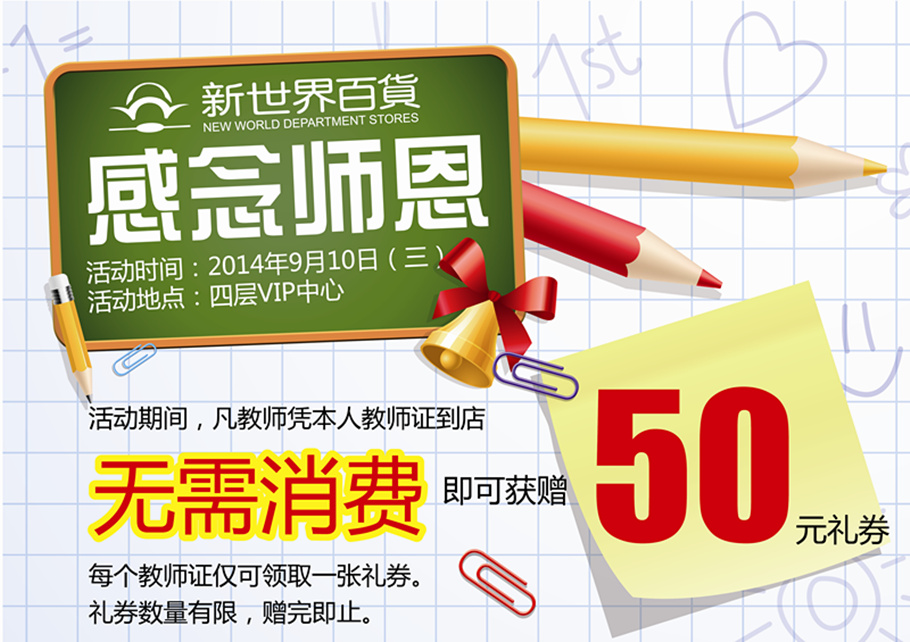 1=
1st
新世界百貨
NEW WORLD DEPARTMENT STORES
感念师恩
活动时间：2014年9月10日（三）
活动地点：四层VIP中心
活动期间，凡教师凭本人教师证到店
无需消费 即可获赠 50 元礼券
每个教师证仅可领取一张礼券。
礼券数量有限，赠完即止。